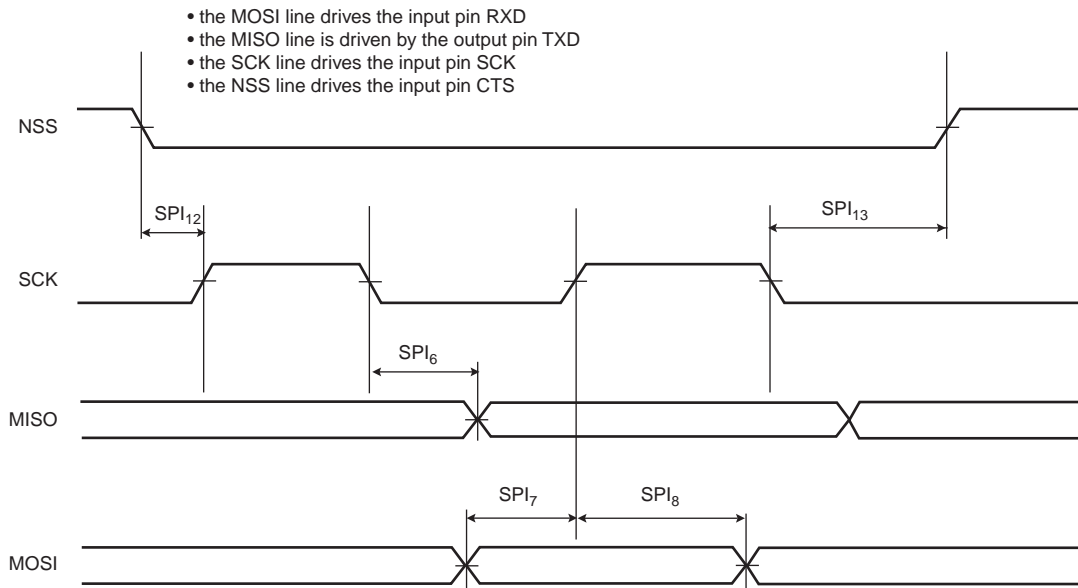 • the MOSI line drives the input pin RXD
• the MISO line is driven by the output pin TXD
• the SCK line drives the input pin SCK
• the NSS line drives the input pin CTS
NSS
SPI12
SPI13
SCK
SPI6
MISO
SPI7
SPI8
MOSI